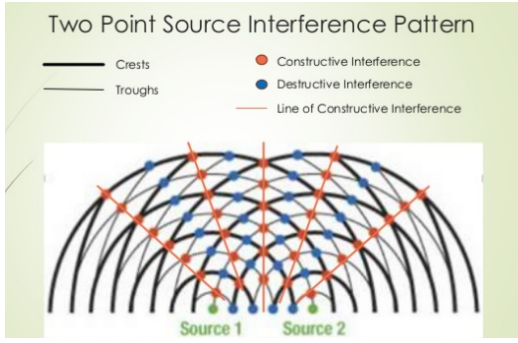 Two Point Source Interference Pattern
Crests
Constructive Interference
Troughs
Destructive Interference
Line of Constructive Interference
Source 1
Source 2